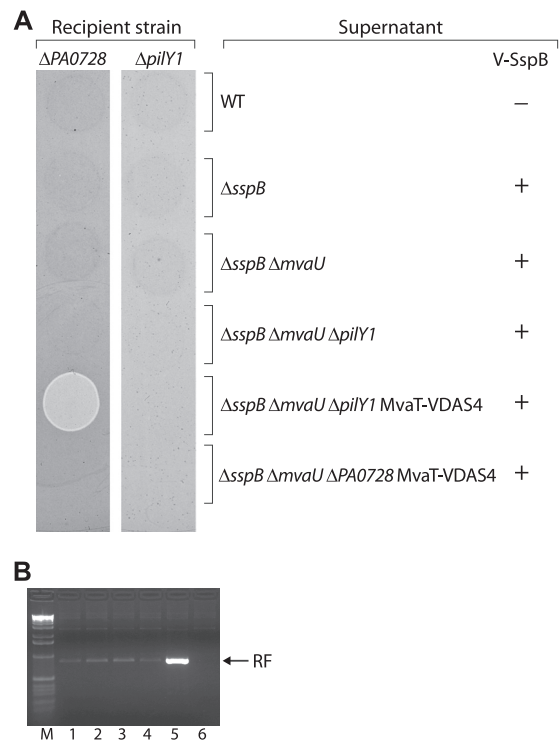 A
Recipient strain
Supernatant
ΔPA0728
ΔpilY1
V-SspB
WT
–
ΔsspB
+
ΔsspB ΔmvaU
+
ΔsspB ΔmvaU ΔpilY1
+
ΔsspB ΔmvaU ΔpilY1 MvaT-VDAS4
+
ΔsspB ΔmvaU ΔPA0728 MvaT-VDAS4
+
B
RF
M 1 2 3 4 5 6